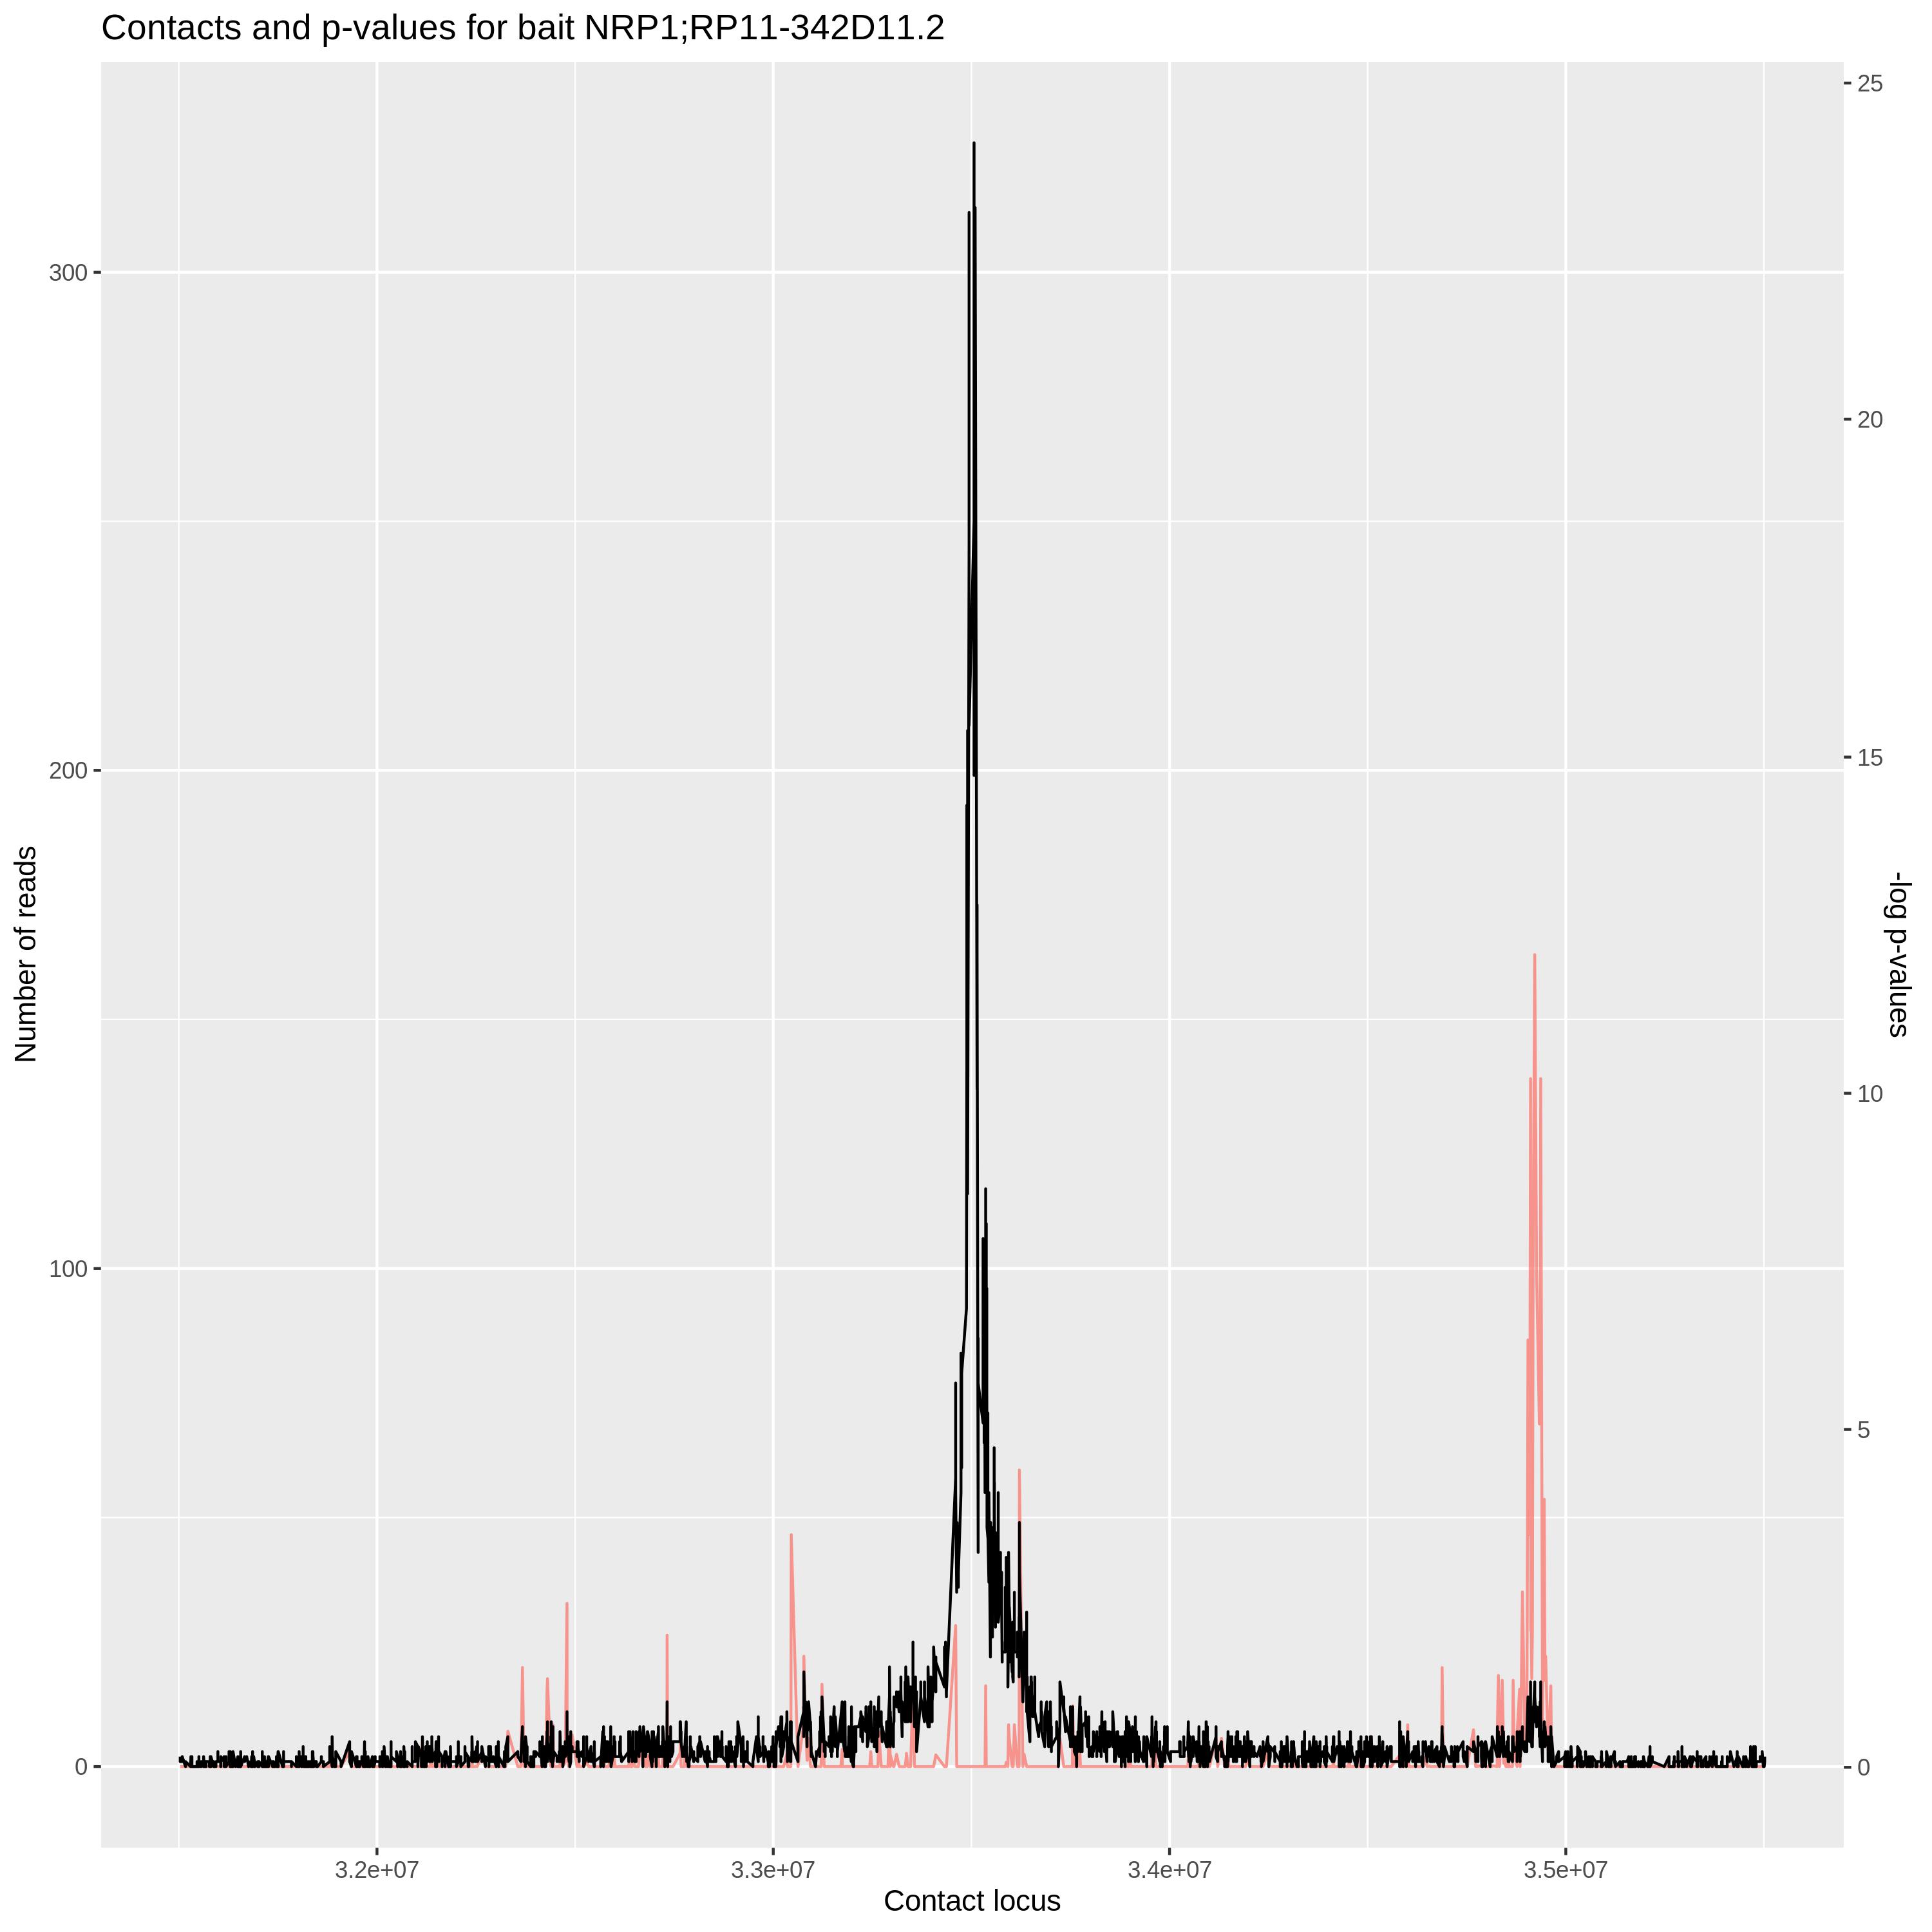 Contacts and p-values for bait NRP1;RP11-342D11.2
300
200
100
0
Number of reads
25
20
15
10
5
0
-log p-values
3.2e+07
3.3e+07
3.4e+07
3.5e+07
Contact locus